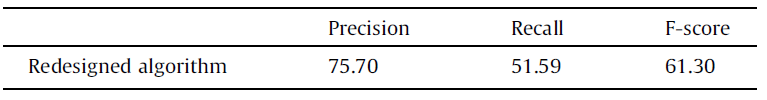 Precision Recall F-score
Redesigned algorithm 75.70 51.59 61.30